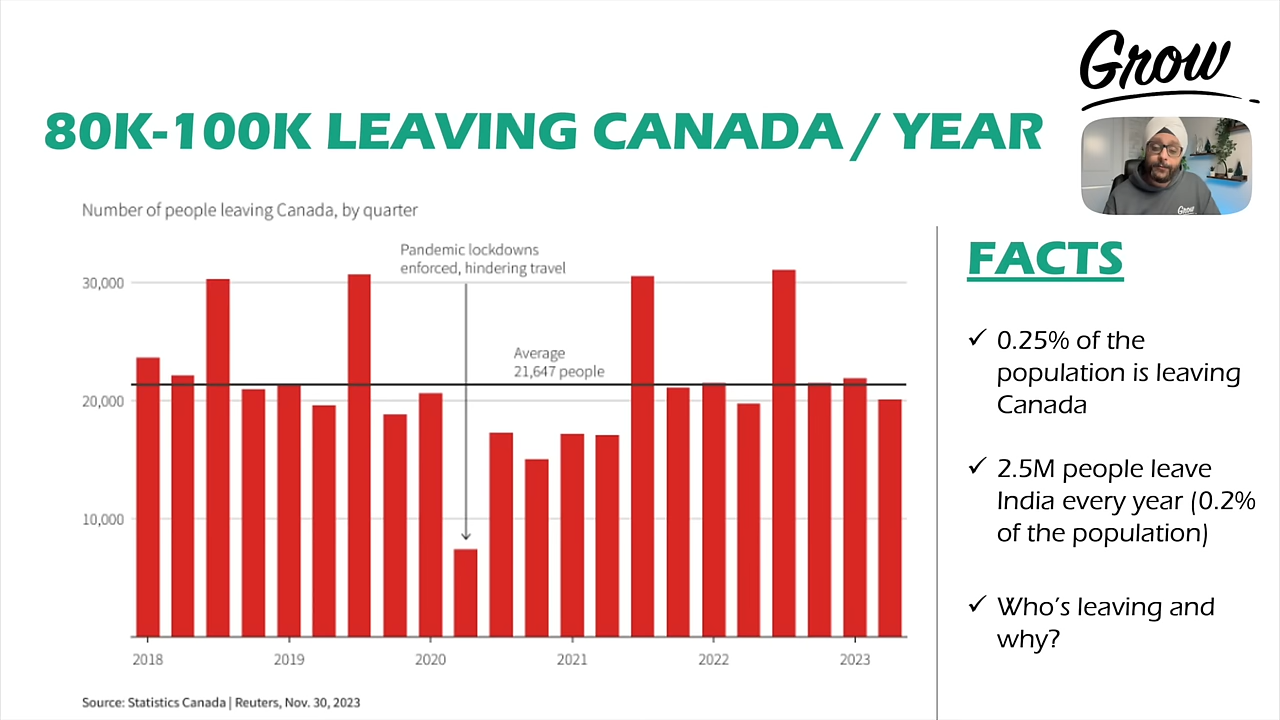 Grow
80K-100K LEAVING CANADA / YEAR
Grow
Number of people leaving Canada, by quarter
Pandemic lockdowns
enforced, hindering travel
30,000
Average
21,647 people
20,000
10,000
2018 2019 2020 2021 2022 2023
Source: Statistics Canada | Reuters, Nov. 30, 2023
FACTS
✓ 0.25% of the
population is leaving
Canada
✓ 2.5M people leave
India every year (0.2%
of the population)
✓ Who's leaving and
why?